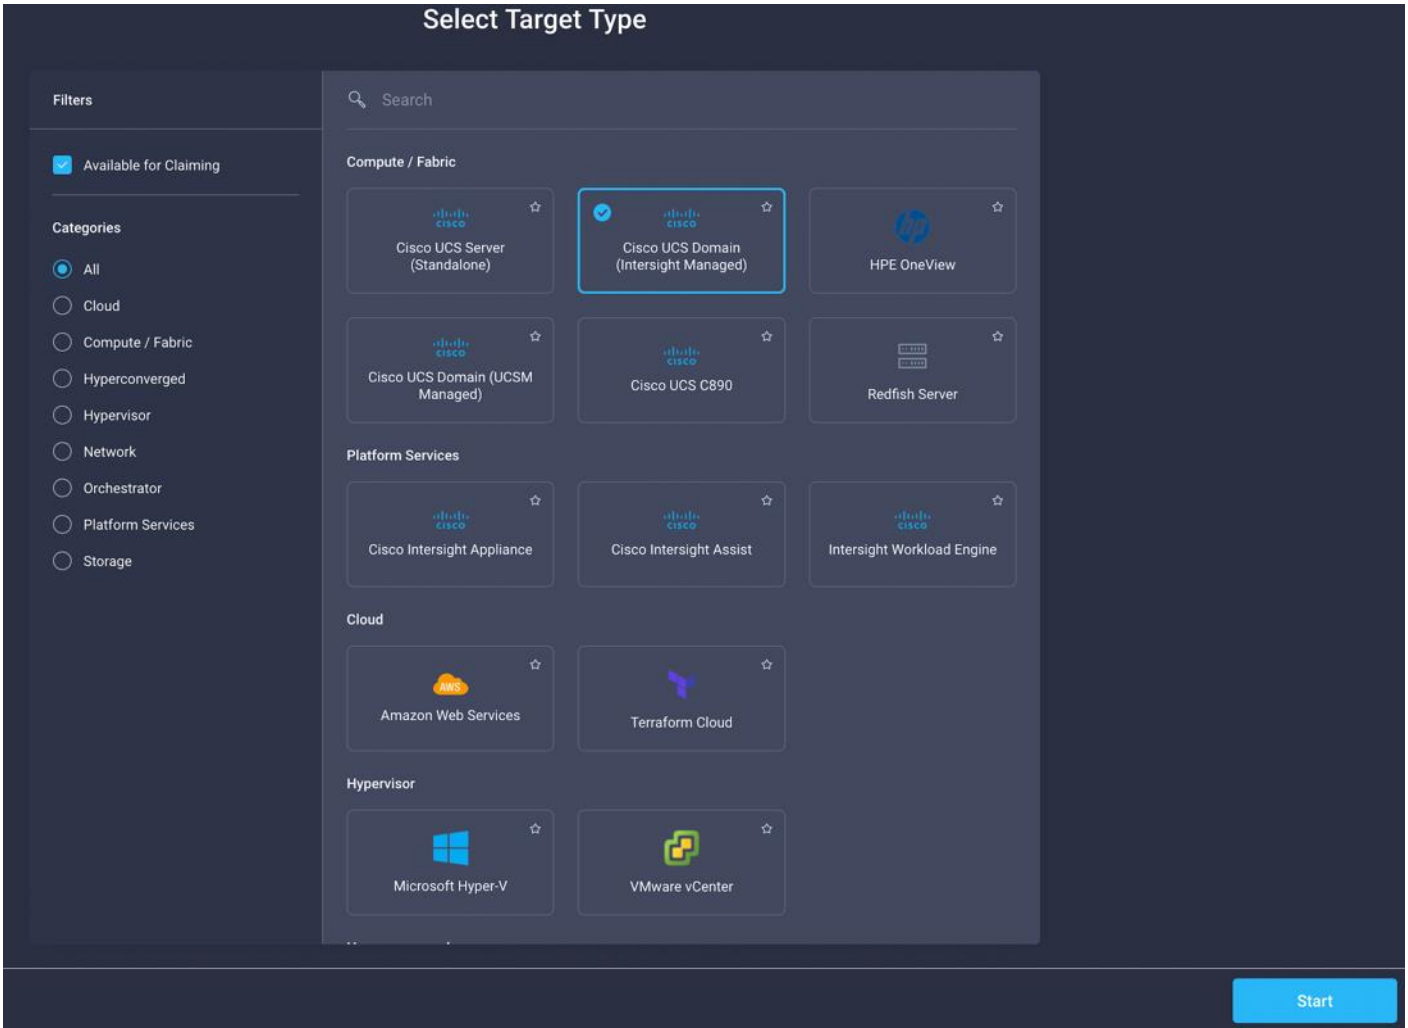 Select Target Type
Filters
Available for Claiming
Categories
All
Cloud
Compute / Fabric
Hyperconverged
Hypervisor
Network
Orchestrator
Platform Services
Storage
Search
Compute / Fabric
cisco
Cisco UCS Server
(Standalone)
cisco
Cisco UCS Domain
(Intersight Managed)
hp
HPE OneView
cisco
Cisco UCS Domain (UCSM
Managed)
cisco
Cisco UCS C890
Redfish Server
Platform Services
cisco
Cisco Intersight Appliance
cisco
Cisco Intersight Assist
cisco
Intersight Workload Engine
Cloud
AWS
Amazon Web Services
Terraform Cloud
Hypervisor
Microsoft Hyper-V
VMware vCenter
Start